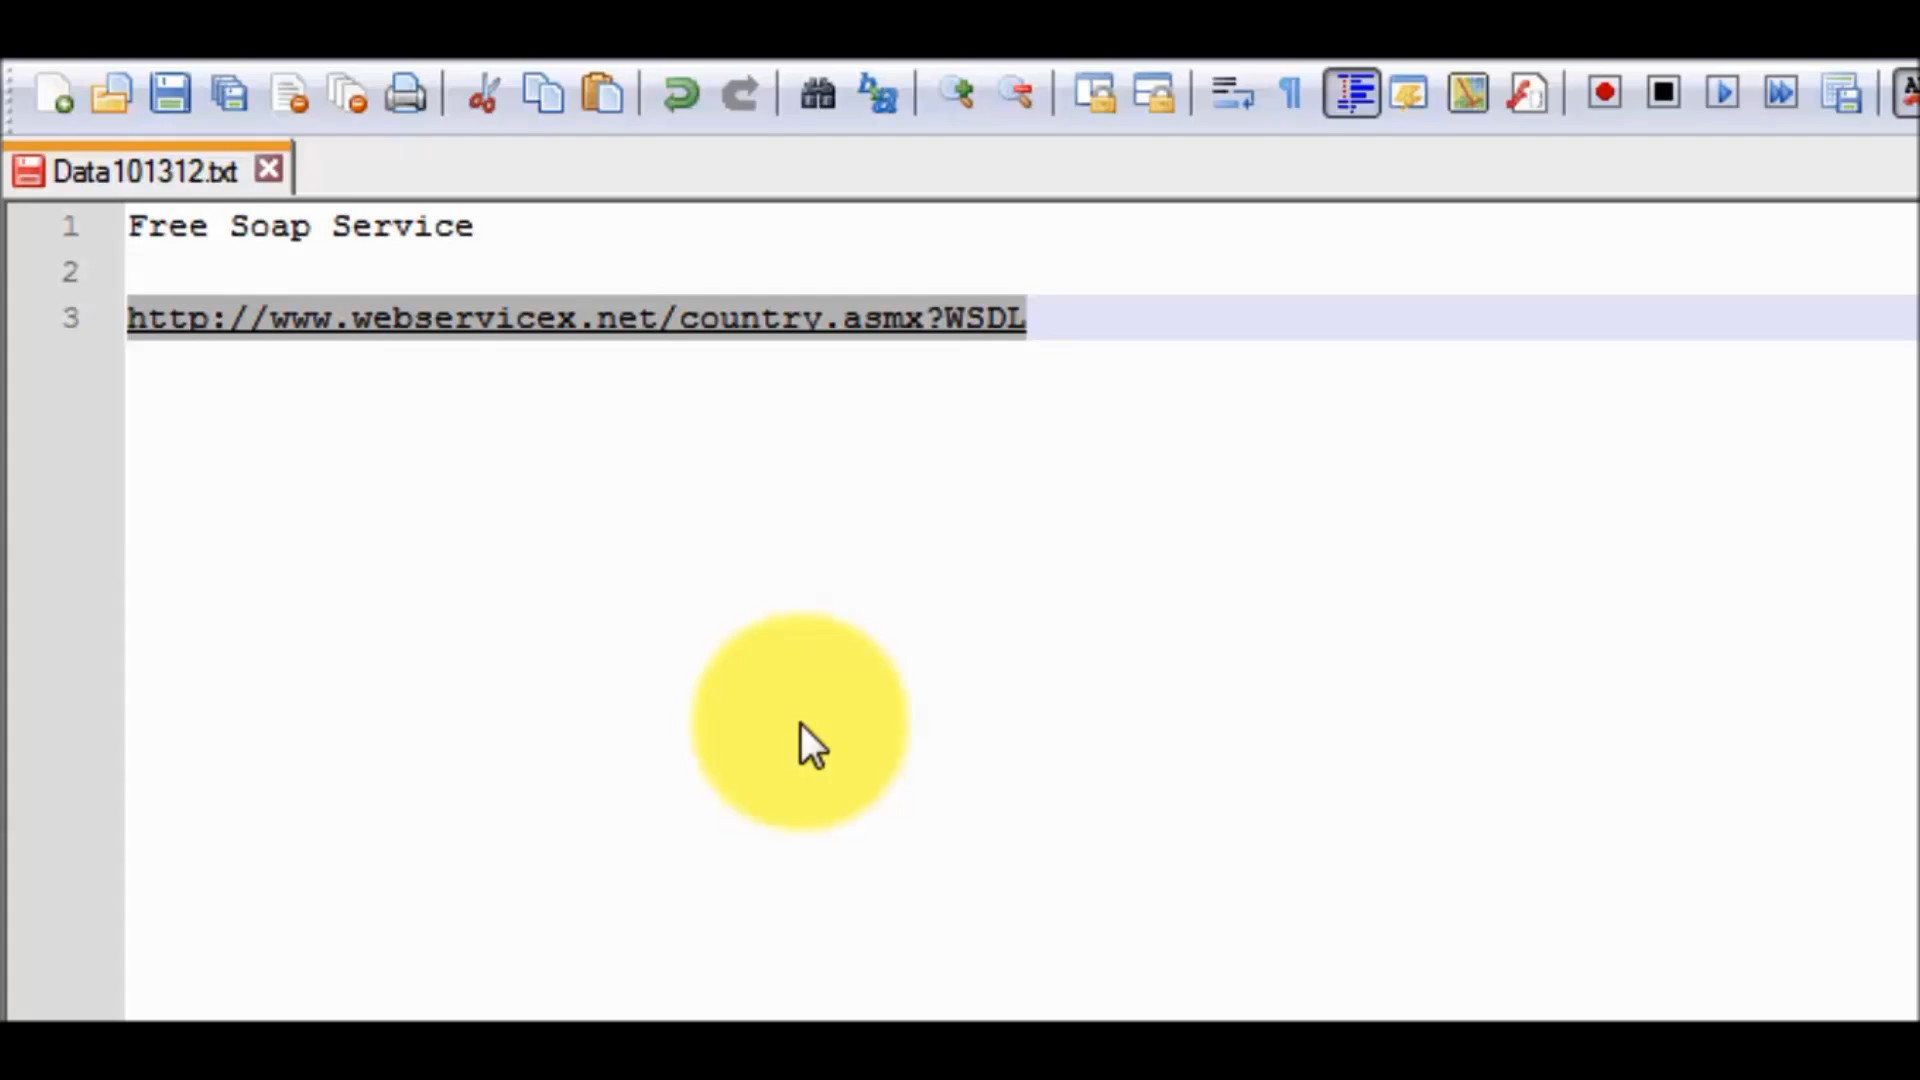 Data101312.txt
1 Free Soap Service
2
3 http://www.webservicex.net/country.asmx?WSDL